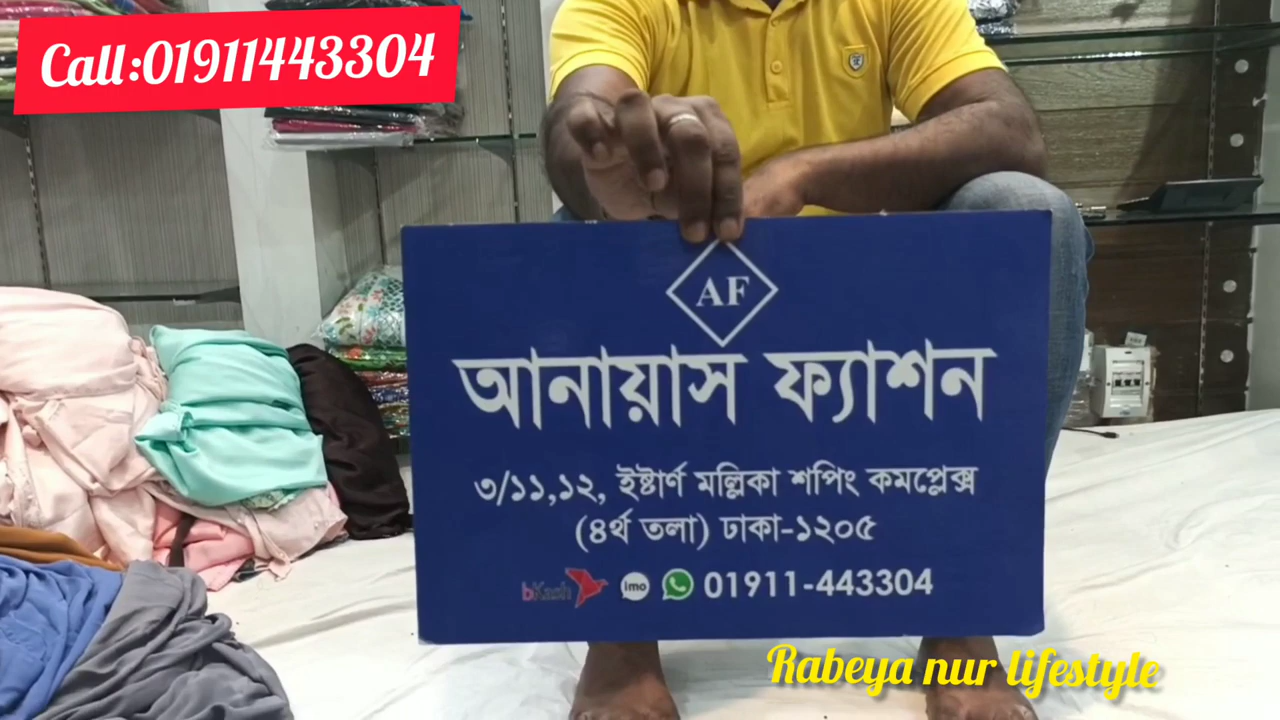 Call:01911443304
AF
আনায়াস ফ্যাশন
৩/১১,১২, ইষ্টার্ণ মল্লিকা শপিং কমপ্লেক্স
(৪র্থ তলা) ঢাকা-১২০৫
bKash imo 01911-443304
Rabeya nur lifestyle